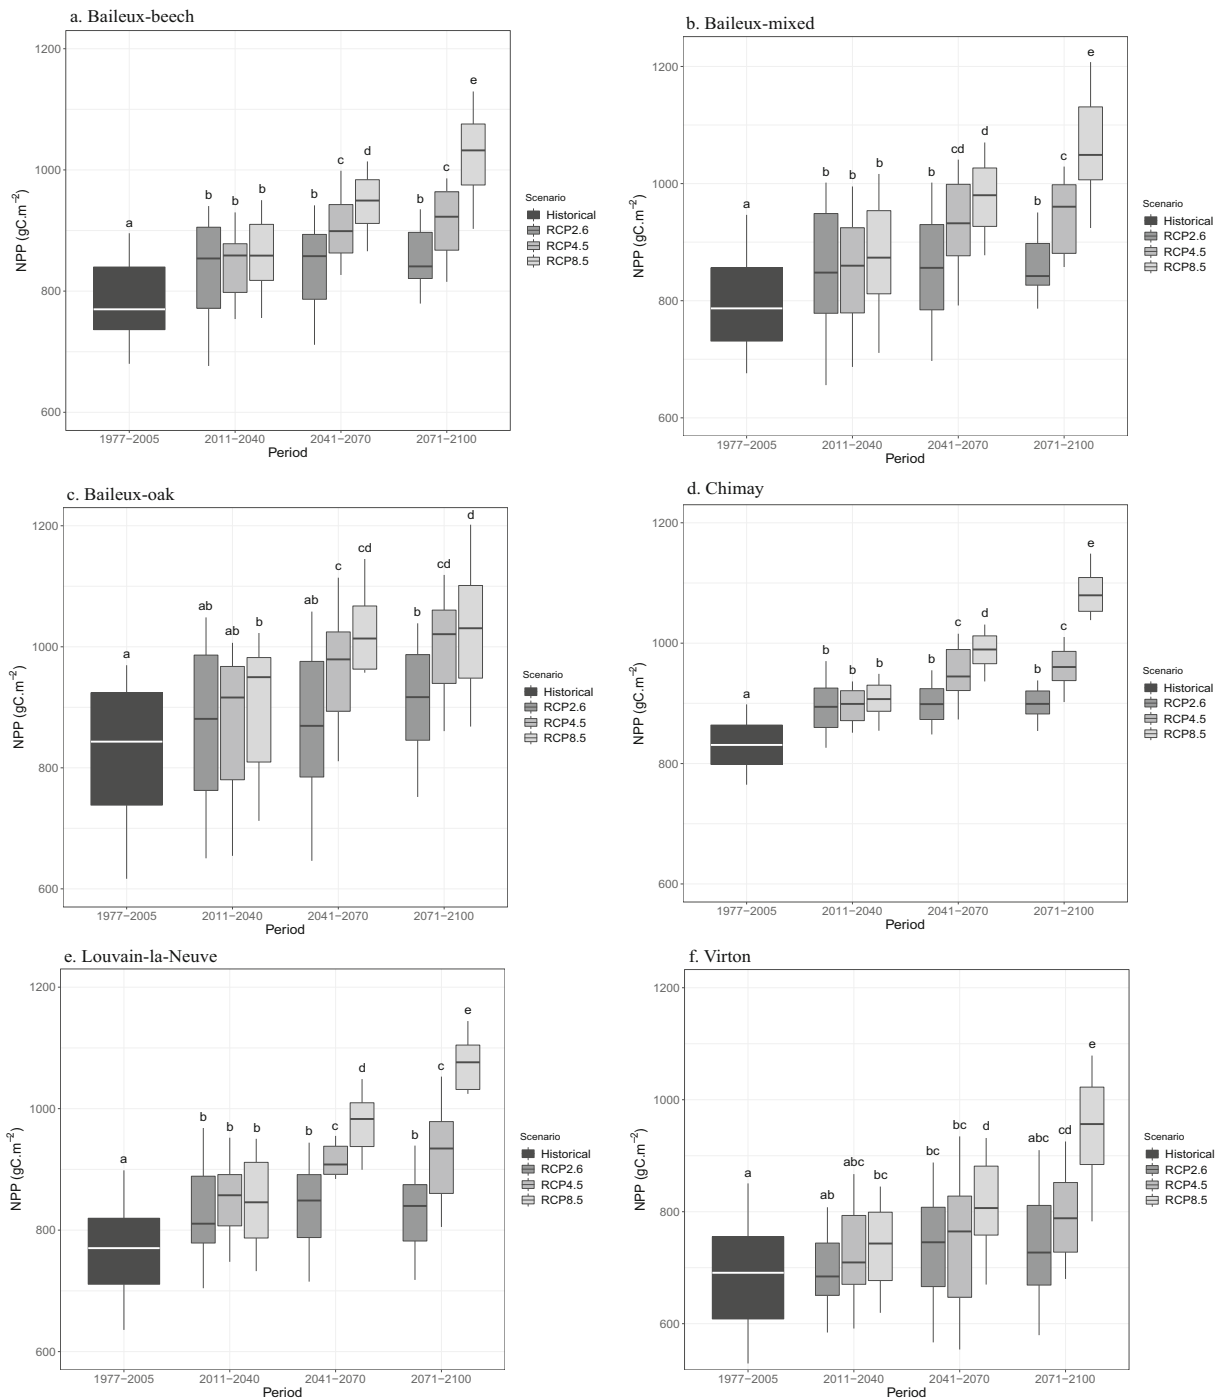 a. Baileux-beech
1200
1000
800
600
NPP (gC.m⁻²)
a
b
b
b
b
c
d
b
c
e
1977−2005
2011−2040
2041−2070
2071−2100
Period
Scenario
Historical
RCP2.6
RCP4.5
RCP8.5
b. Baileux-mixed
1200
1000
800
600
NPP (gC.m⁻²)
a
b
b
b
b
cd
d
b
c
e
1977−2005
2011−2040
2041−2070
2071−2100
Period
Scenario
Historical
RCP2.6
RCP4.5
RCP8.5
c. Baileux-oak
1200
1000
800
600
NPP (gC.m⁻²)
a
ab
ab
b
ab
c
cd
b
cd
d
1977−2005
2011−2040
2041−2070
2071−2100
Period
Scenario
Historical
RCP2.6
RCP4.5
RCP8.5
d. Chimay
1200
1000
800
600
NPP (gC.m⁻²)
a
b
b
b
b
c
d
b
c
e
1977−2005
2011−2040
2041−2070
2071−2100
Period
Scenario
Historical
RCP2.6
RCP4.5
RCP8.5
e. Louvain-la-Neuve
1200
1000
800
600
NPP (gC.m⁻²)
a
b
b
b
b
c
d
b
c
e
1977−2005
2011−2040
2041−2070
2071−2100
Period
Scenario
Historical
RCP2.6
RCP4.5
RCP8.5
f. Virton
1200
1000
800
600
NPP (gC.m⁻²)
a
ab
abc
bc
bc
bc
d
abc
cd
e
1977−2005
2011−2040
2041−2070
2071−2100
Period
Scenario
Historical
RCP2.6
RCP4.5
RCP8.5